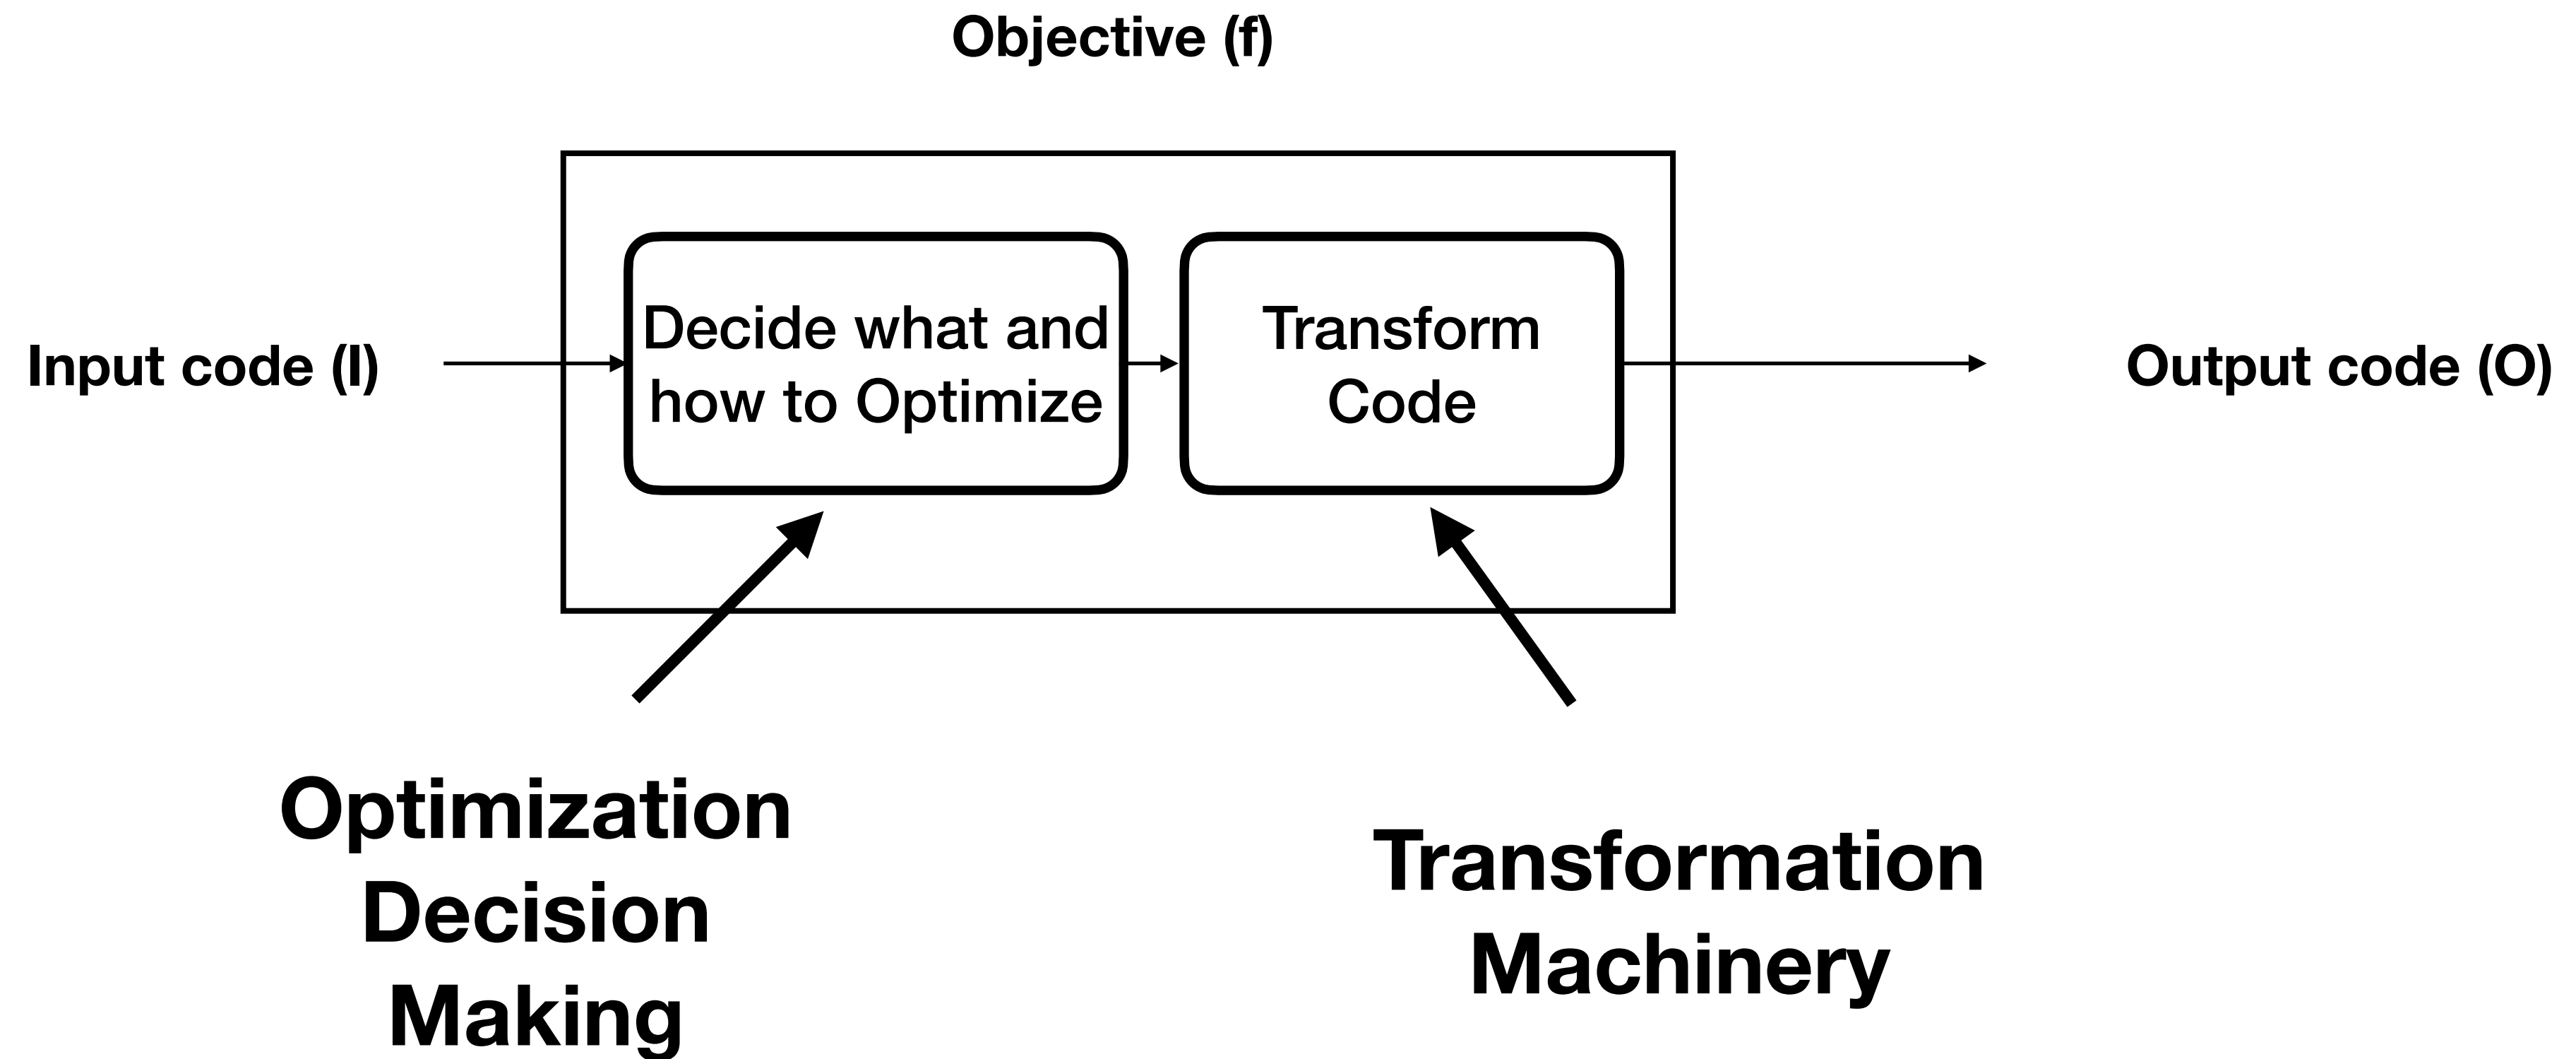 Objective (f)
Input code (I)
Decide what and
how to Optimize
Transform
Code
Output code (O)
Optimization
Decision
Making
Transformation
Machinery